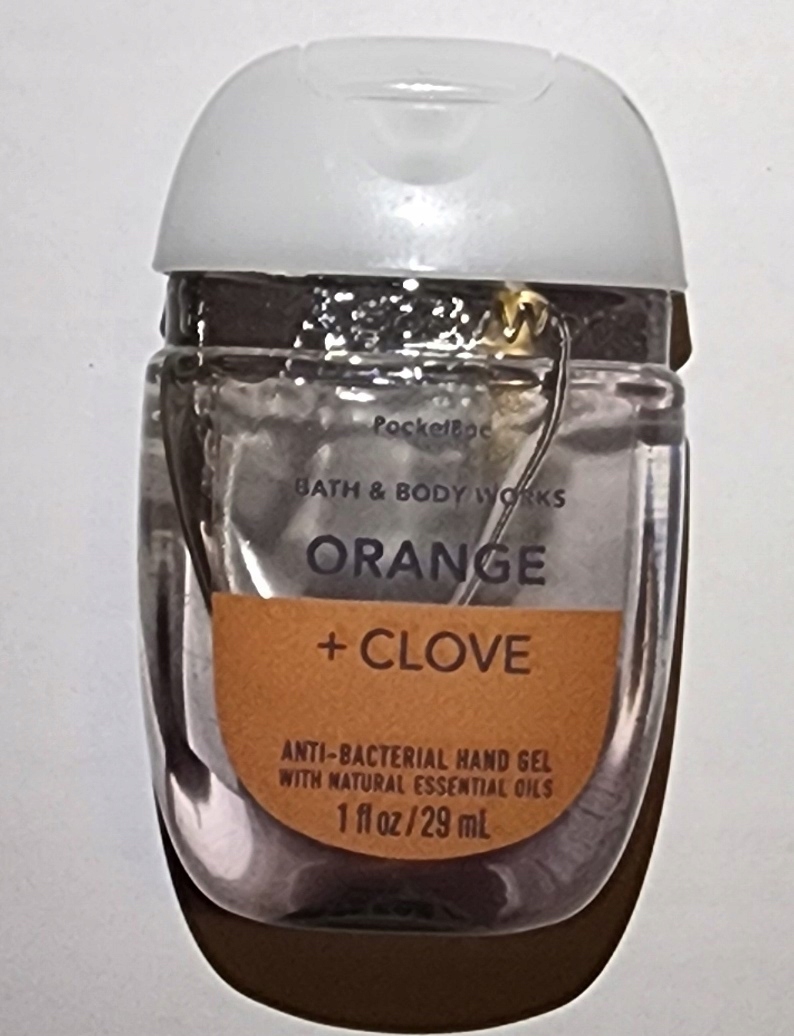 PocketBac
BATH & BODY WORKS
ORANGE
+ CLOVE
ANTI-BACTERIAL HAND GEL
WITH NATURAL ESSENTIAL OILS
1 fl oz/29 mL